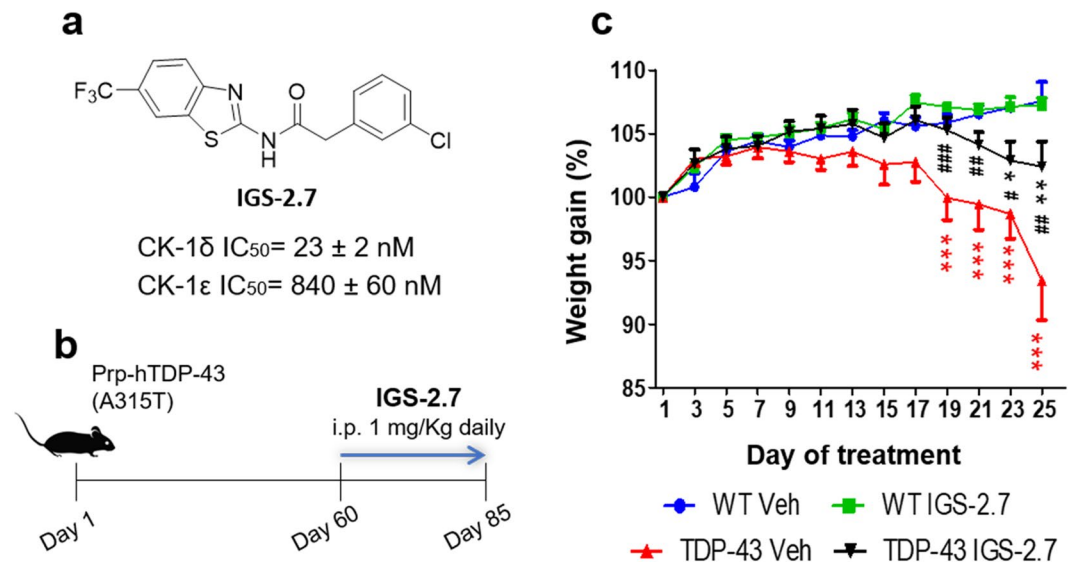 a
F₃C
N
S
N
H
O
Cl
IGS-2.7
CK-1δ IC₅₀= 23 ± 2 nM
CK-1ε IC₅₀= 840 ± 60 nM
b
Prp-hTDP-43
(A315T)
IGS-2.7
i.p. 1 mg/Kg daily
Day 1
Day 60
Day 85
c
Weight gain (%)
110
105
100
95
90
85
###
##
*
#
**
##
***
***
***
***
1 3 5 7 9 11 13 15 17 19 21 23 25
Day of treatment
WT Veh
WT IGS-2.7
TDP-43 Veh
TDP-43 IGS-2.7